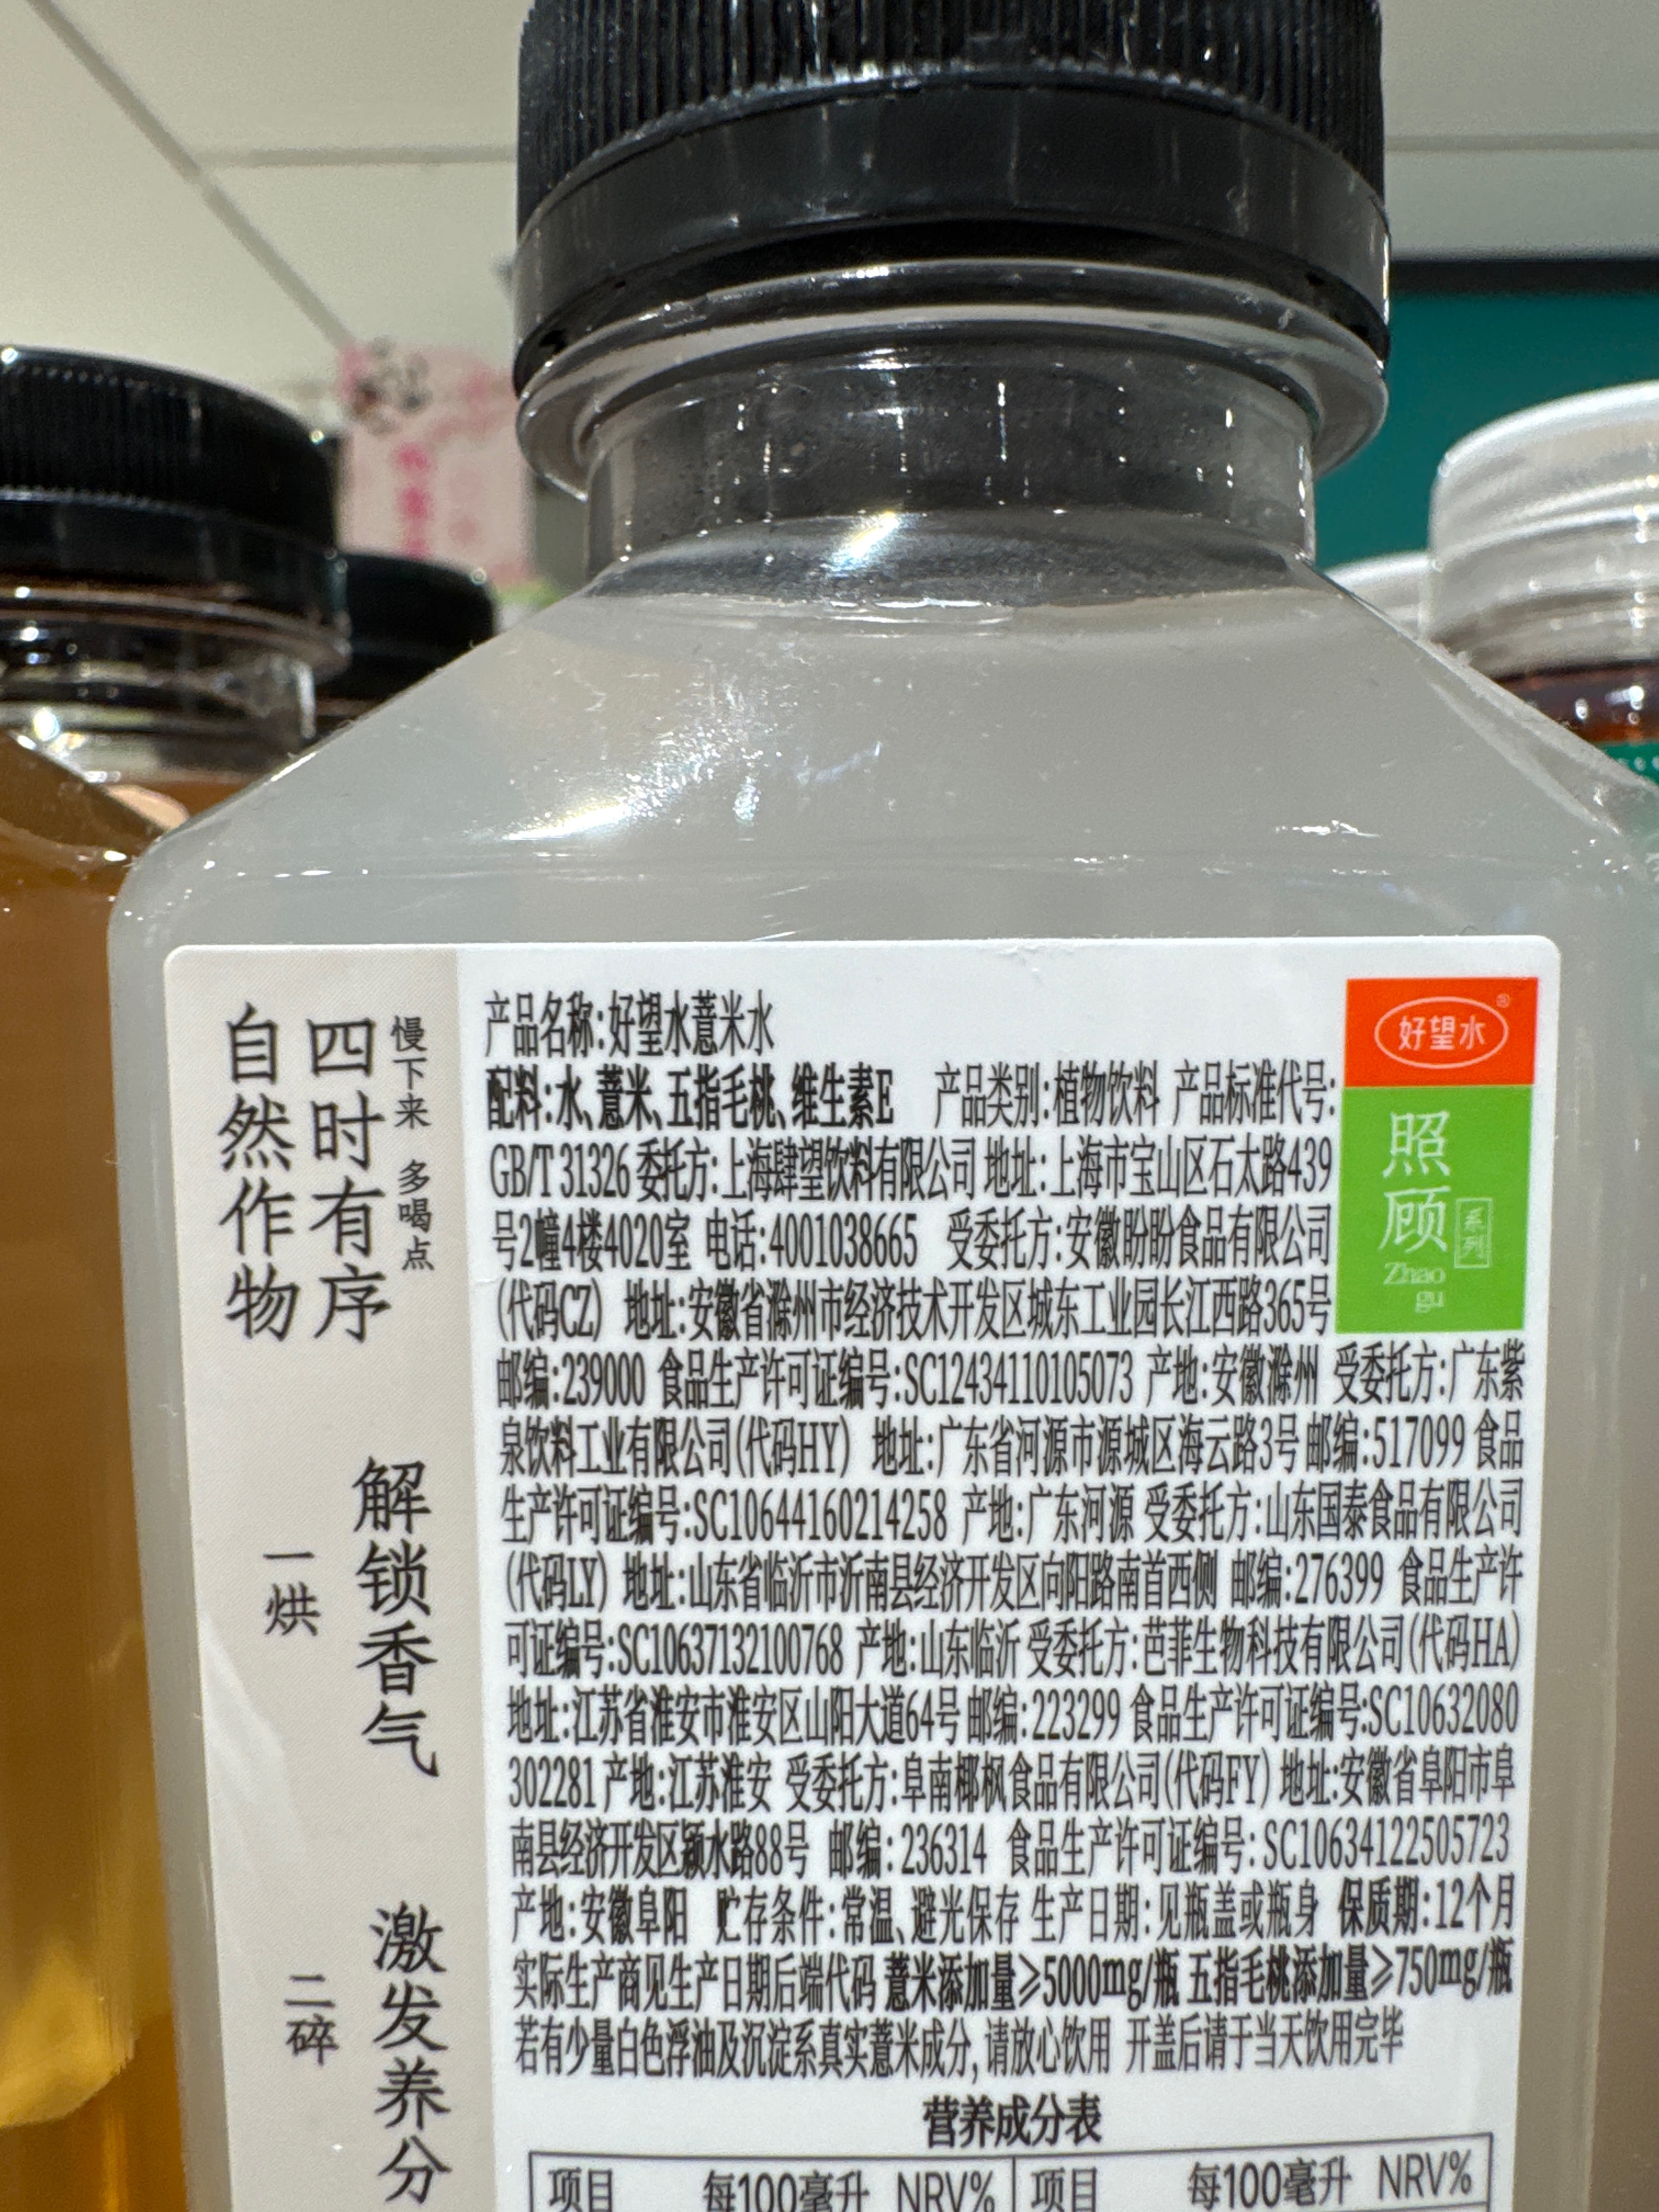 慢下来 多喝点
四时有序
自然作物
解锁香气
一烘
激发养分
二碎
产品名称:好望水薏米水
配料:水、薏米、五指毛桃、维生素E 产品类别:植物饮料 产品标准代号:
GB/T 31326 委托方:上海肆望饮料有限公司 地址:上海市宝山区石太路439
号2幢4楼4020室 电话:4001038665 受委托方:安徽盼盼食品有限公司
(代码CZ) 地址:安徽省滁州市经济技术开发区城东工业园长江西路365号
邮编:239000 食品生产许可证编号:SC12434110105073 产地:安徽滁州 受委托方:广东紫
泉饮料工业有限公司(代码HY) 地址:广东省河源市源城区海云路3号 邮编:517099 食品
生产许可证编号:SC10644160214258 产地:广东河源 受委托方:山东国泰食品有限公司
(代码LY) 地址:山东省临沂市沂南县经济开发区向阳路南首西侧 邮编:276399 食品生产许
可证编号:SC10637132100768 产地:山东临沂 受委托方:芭菲生物科技有限公司(代码HA)
地址:江苏省淮安市淮安区山阳大道64号 邮编:223299 食品生产许可证编号:SC10632080
302281 产地:江苏淮安 受委托方:阜南椰枫食品有限公司(代码FY) 地址:安徽省阜阳市阜
南县经济开发区颍水路88号 邮编:236314 食品生产许可证编号:SC10634122505723
产地:安徽阜阳 贮存条件:常温、避光保存 生产日期:见瓶盖或瓶身 保质期:12个月
实际生产商见生产日期后端代码 薏米添加量≥5000mg/瓶 五指毛桃添加量≥750mg/瓶
若有少量白色浮油及沉淀系真实薏米成分,请放心饮用 开盖后请于当天饮用完毕
营养成分表
项目 每100毫升 NRV% 项目 每100毫升 NRV%
好望水®
照顾
系列
Zhao
gu